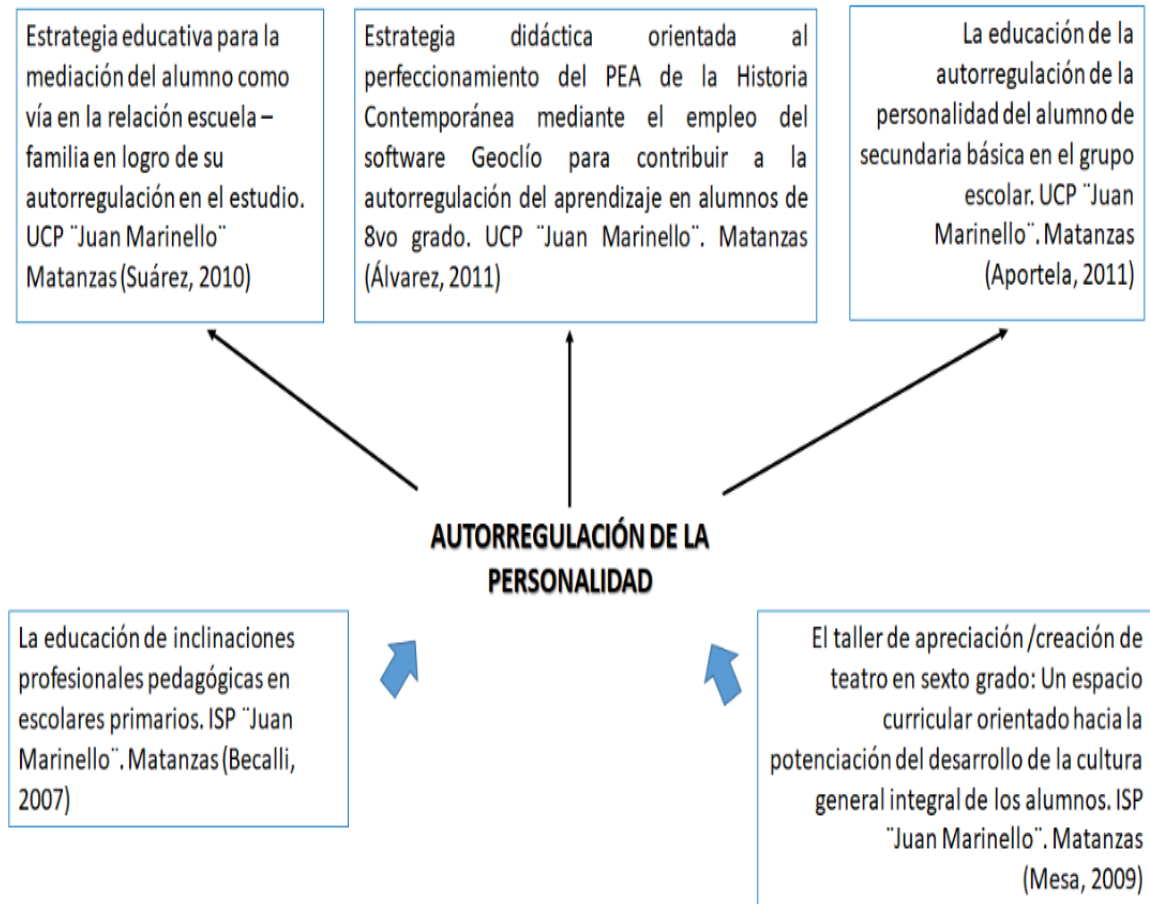 Estrategia educativa para la
mediación del alumno como
vía en la relación escuela –
familia en logro de su
autorregulación en el estudio.
UCP ¨Juan Marinello¨
Matanzas (Suárez, 2010)
Estrategia didáctica orientada al
perfeccionamiento del PEA de la Historia
Contemporánea mediante el empleo del
software Geoclío para contribuir a la
autorregulación del aprendizaje en alumnos de
8vo grado. UCP ¨Juan Marinello¨. Matanzas
(Álvarez, 2011)
La educación de la
autorregulación de la
personalidad del alumno de
secundaria básica en el grupo
escolar. UCP ¨Juan
Marinello¨. Matanzas
(Aportela, 2011)
AUTORREGULACIÓN DE LA
PERSONALIDAD
La educación de inclinaciones
profesionales pedagógicas en
escolares primarios. ISP ¨Juan
Marinello¨. Matanzas (Becalli,
2007)
El taller de apreciación /creación de
teatro en sexto grado: Un espacio
curricular orientado hacia la
potenciación del desarrollo de la cultura
general integral de los alumnos. ISP
¨Juan Marinello¨. Matanzas
(Mesa, 2009)